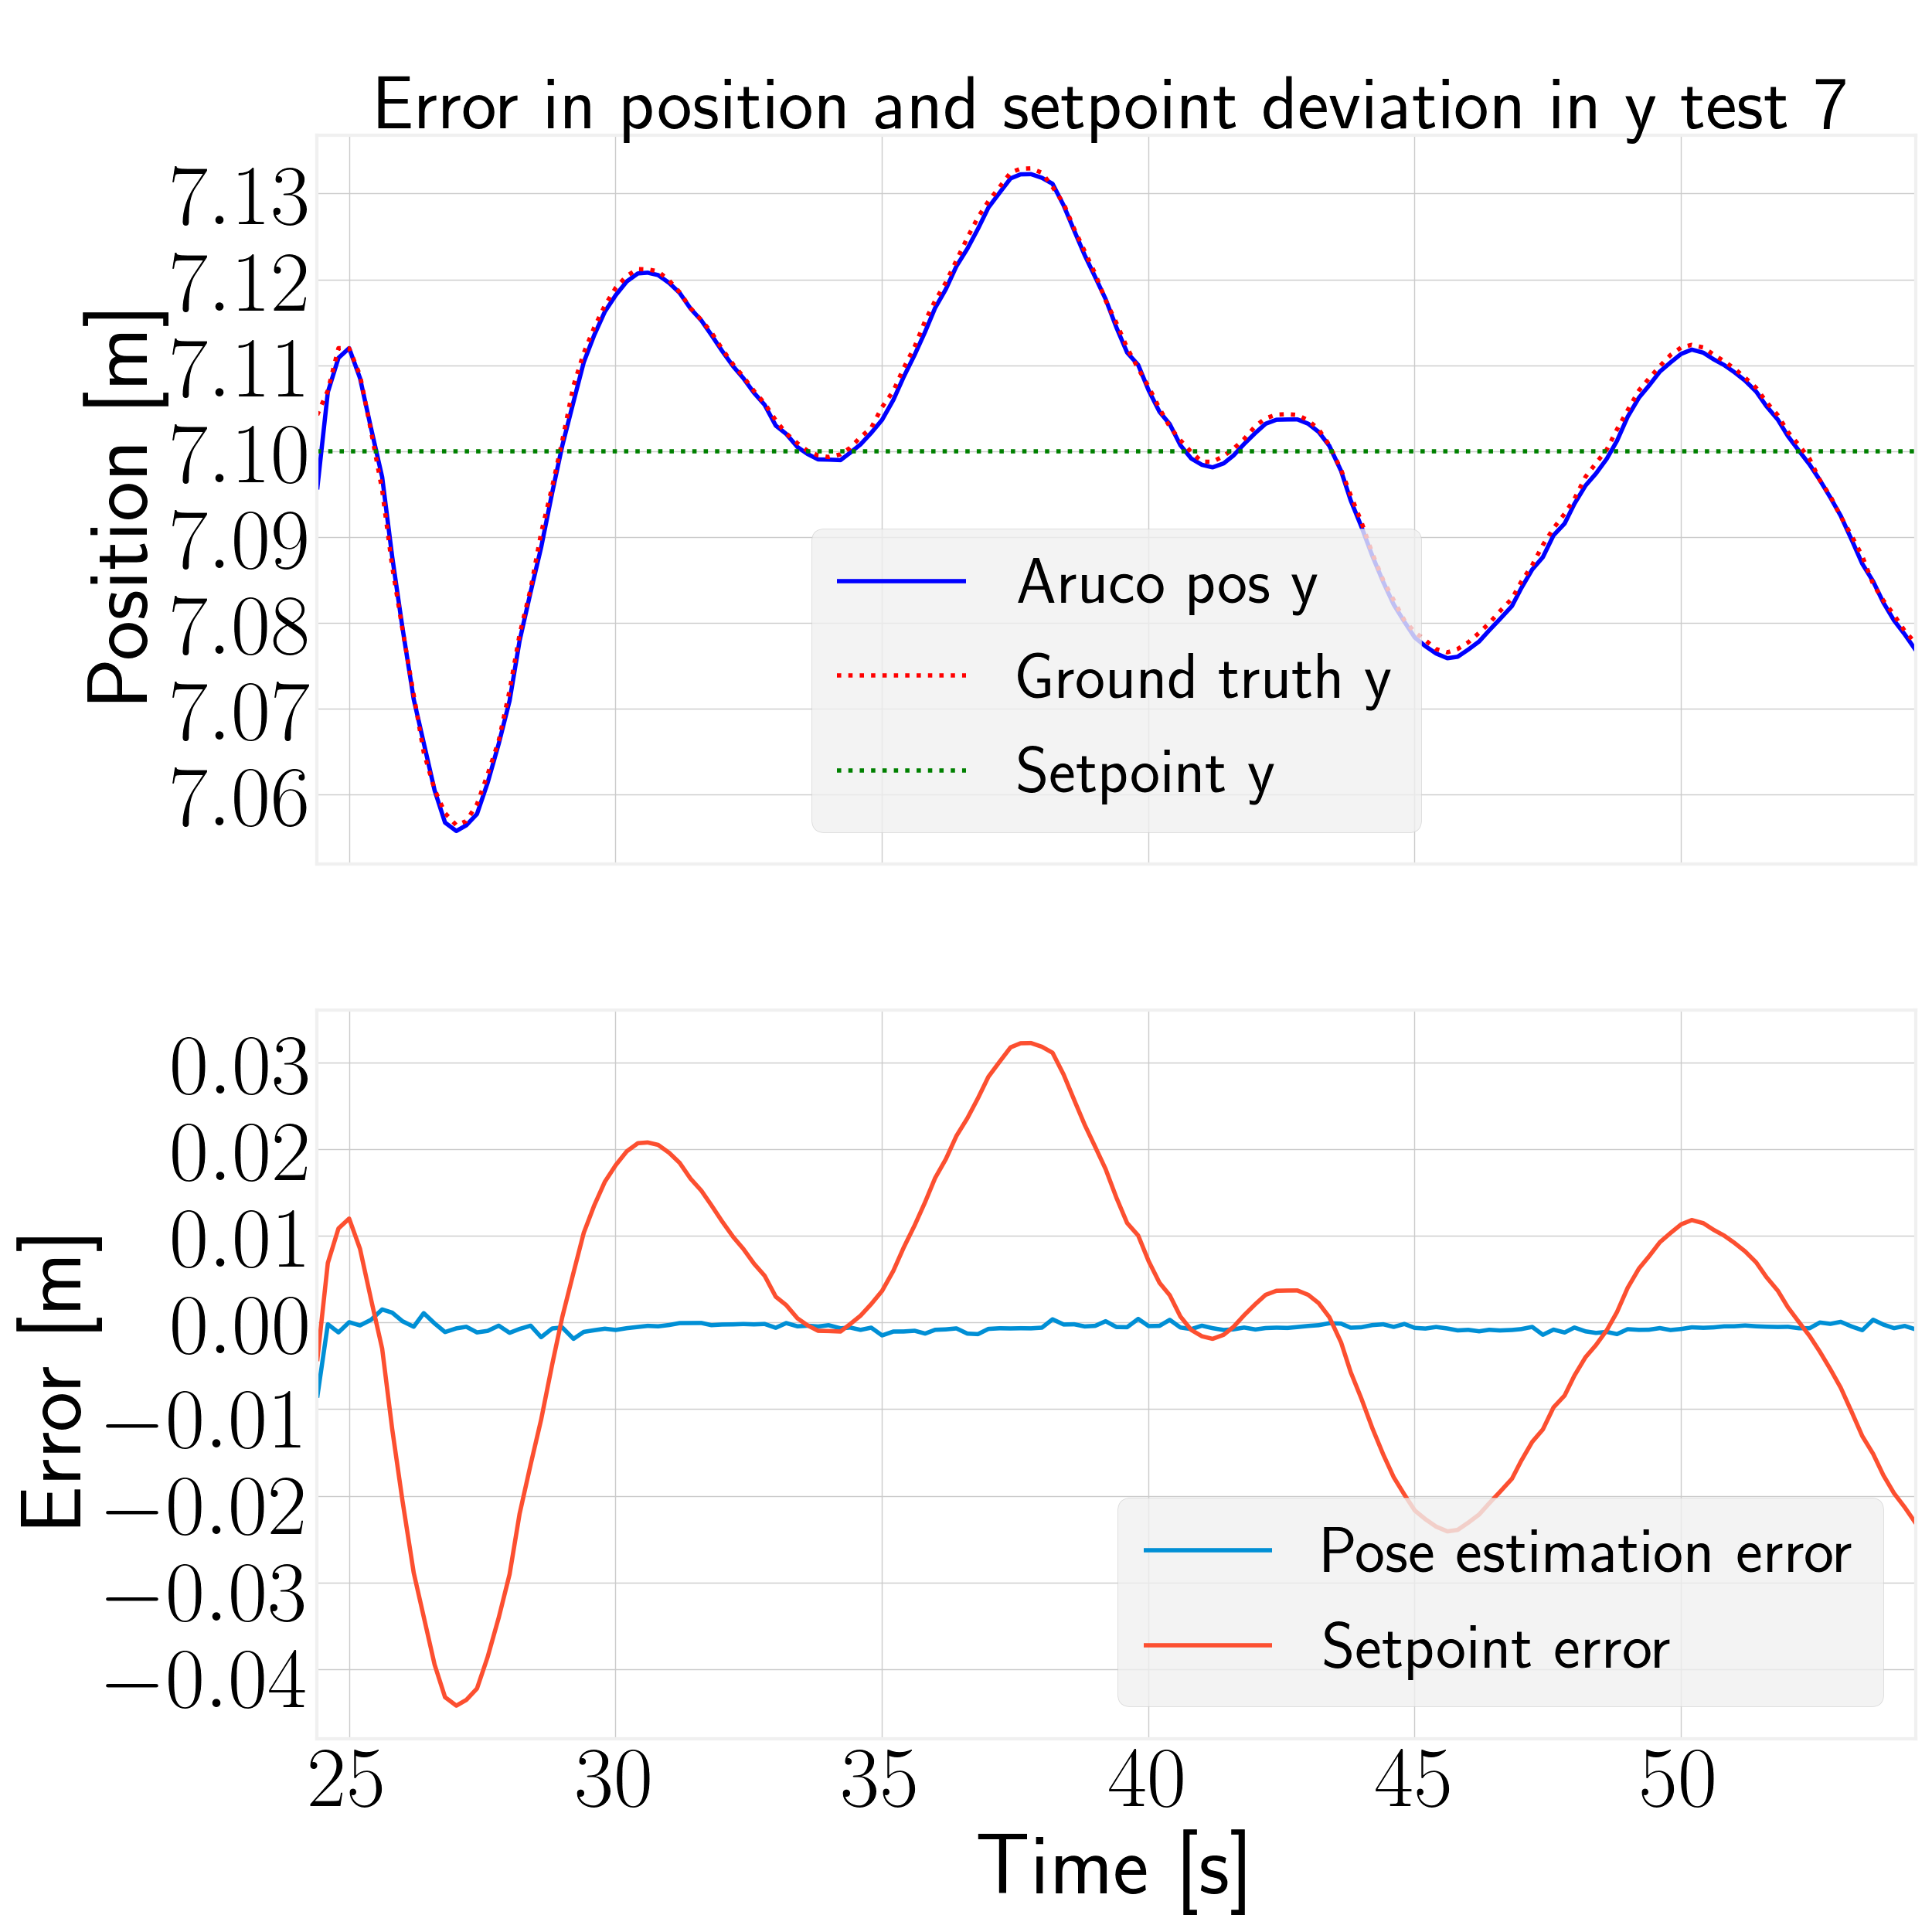 Error in position and setpoint deviation in y test 7
Position [m]
7.13
7.12
7.11
7.10
7.09
7.08
7.07
7.06
Aruco pos y
Ground truth y
Setpoint y
Error [m]
0.03
0.02
0.01
0.00
−0.01
−0.02
−0.03
−0.04
Pose estimation error
Setpoint error
25 30 35 40 45 50
Time [s]